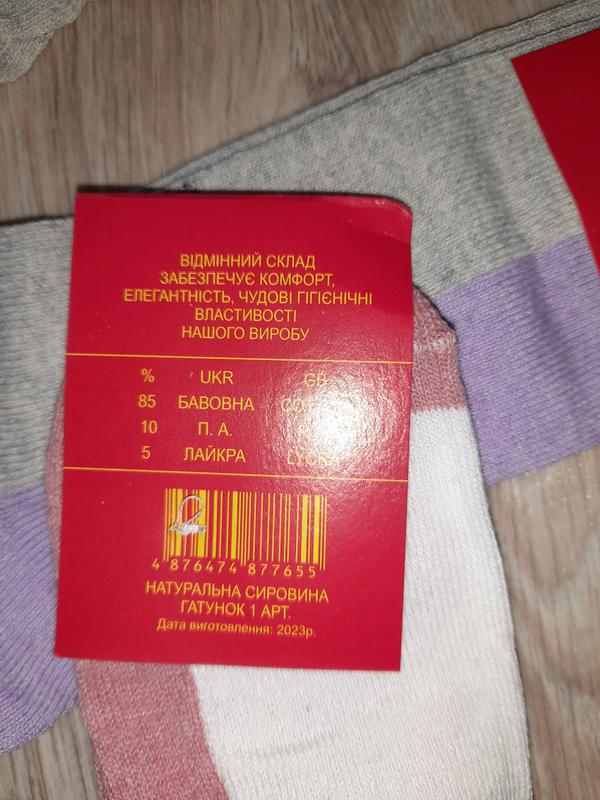 ВІДМІННИЙ СКЛАД
ЗАБЕЗПЕЧУЄ КОМФОРТ,
ЕЛЕГАНТНІСТЬ, ЧУДОВІ ГІГІЄНІЧНІ
ВЛАСТИВОСТІ
НАШОГО ВИРОБУ
% UKR GB
85 БАВОВНА
10 П. А.
5 ЛАЙКРА LYCRA
4 876474 877655
НАТУРАЛЬНА СИРОВИНА
ГАТУНОК 1 АРТ.
Дата виготовлення: 2023р.